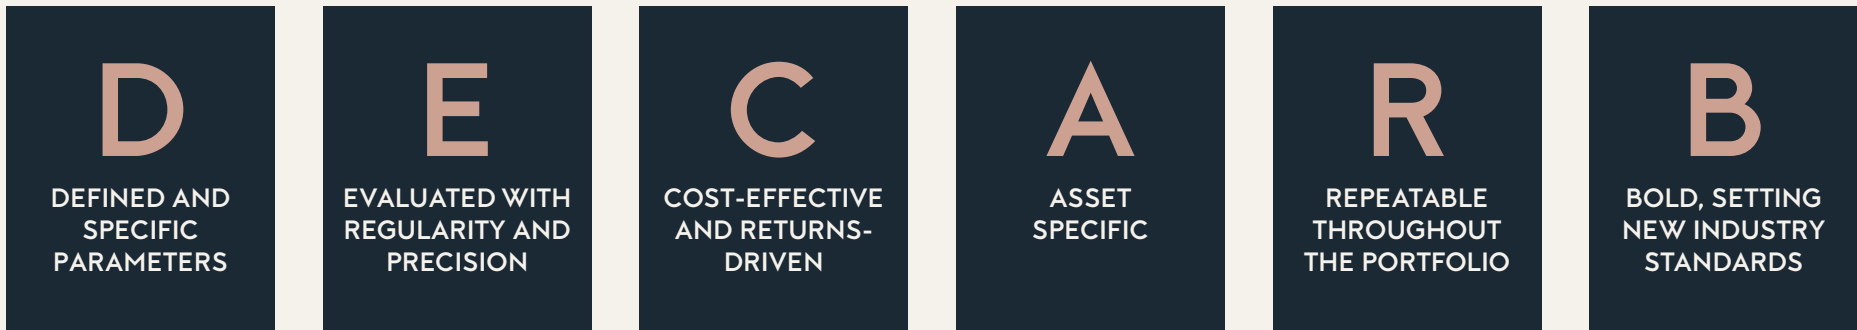 D
DEFINED AND
SPECIFIC
PARAMETERS
E
EVALUATED WITH
REGULARITY AND
PRECISION
C
COST-EFFECTIVE
AND RETURNS-
DRIVEN
A
ASSET
SPECIFIC
R
REPEATABLE
THROUGHOUT
THE PORTFOLIO
B
BOLD, SETTING
NEW INDUSTRY
STANDARDS